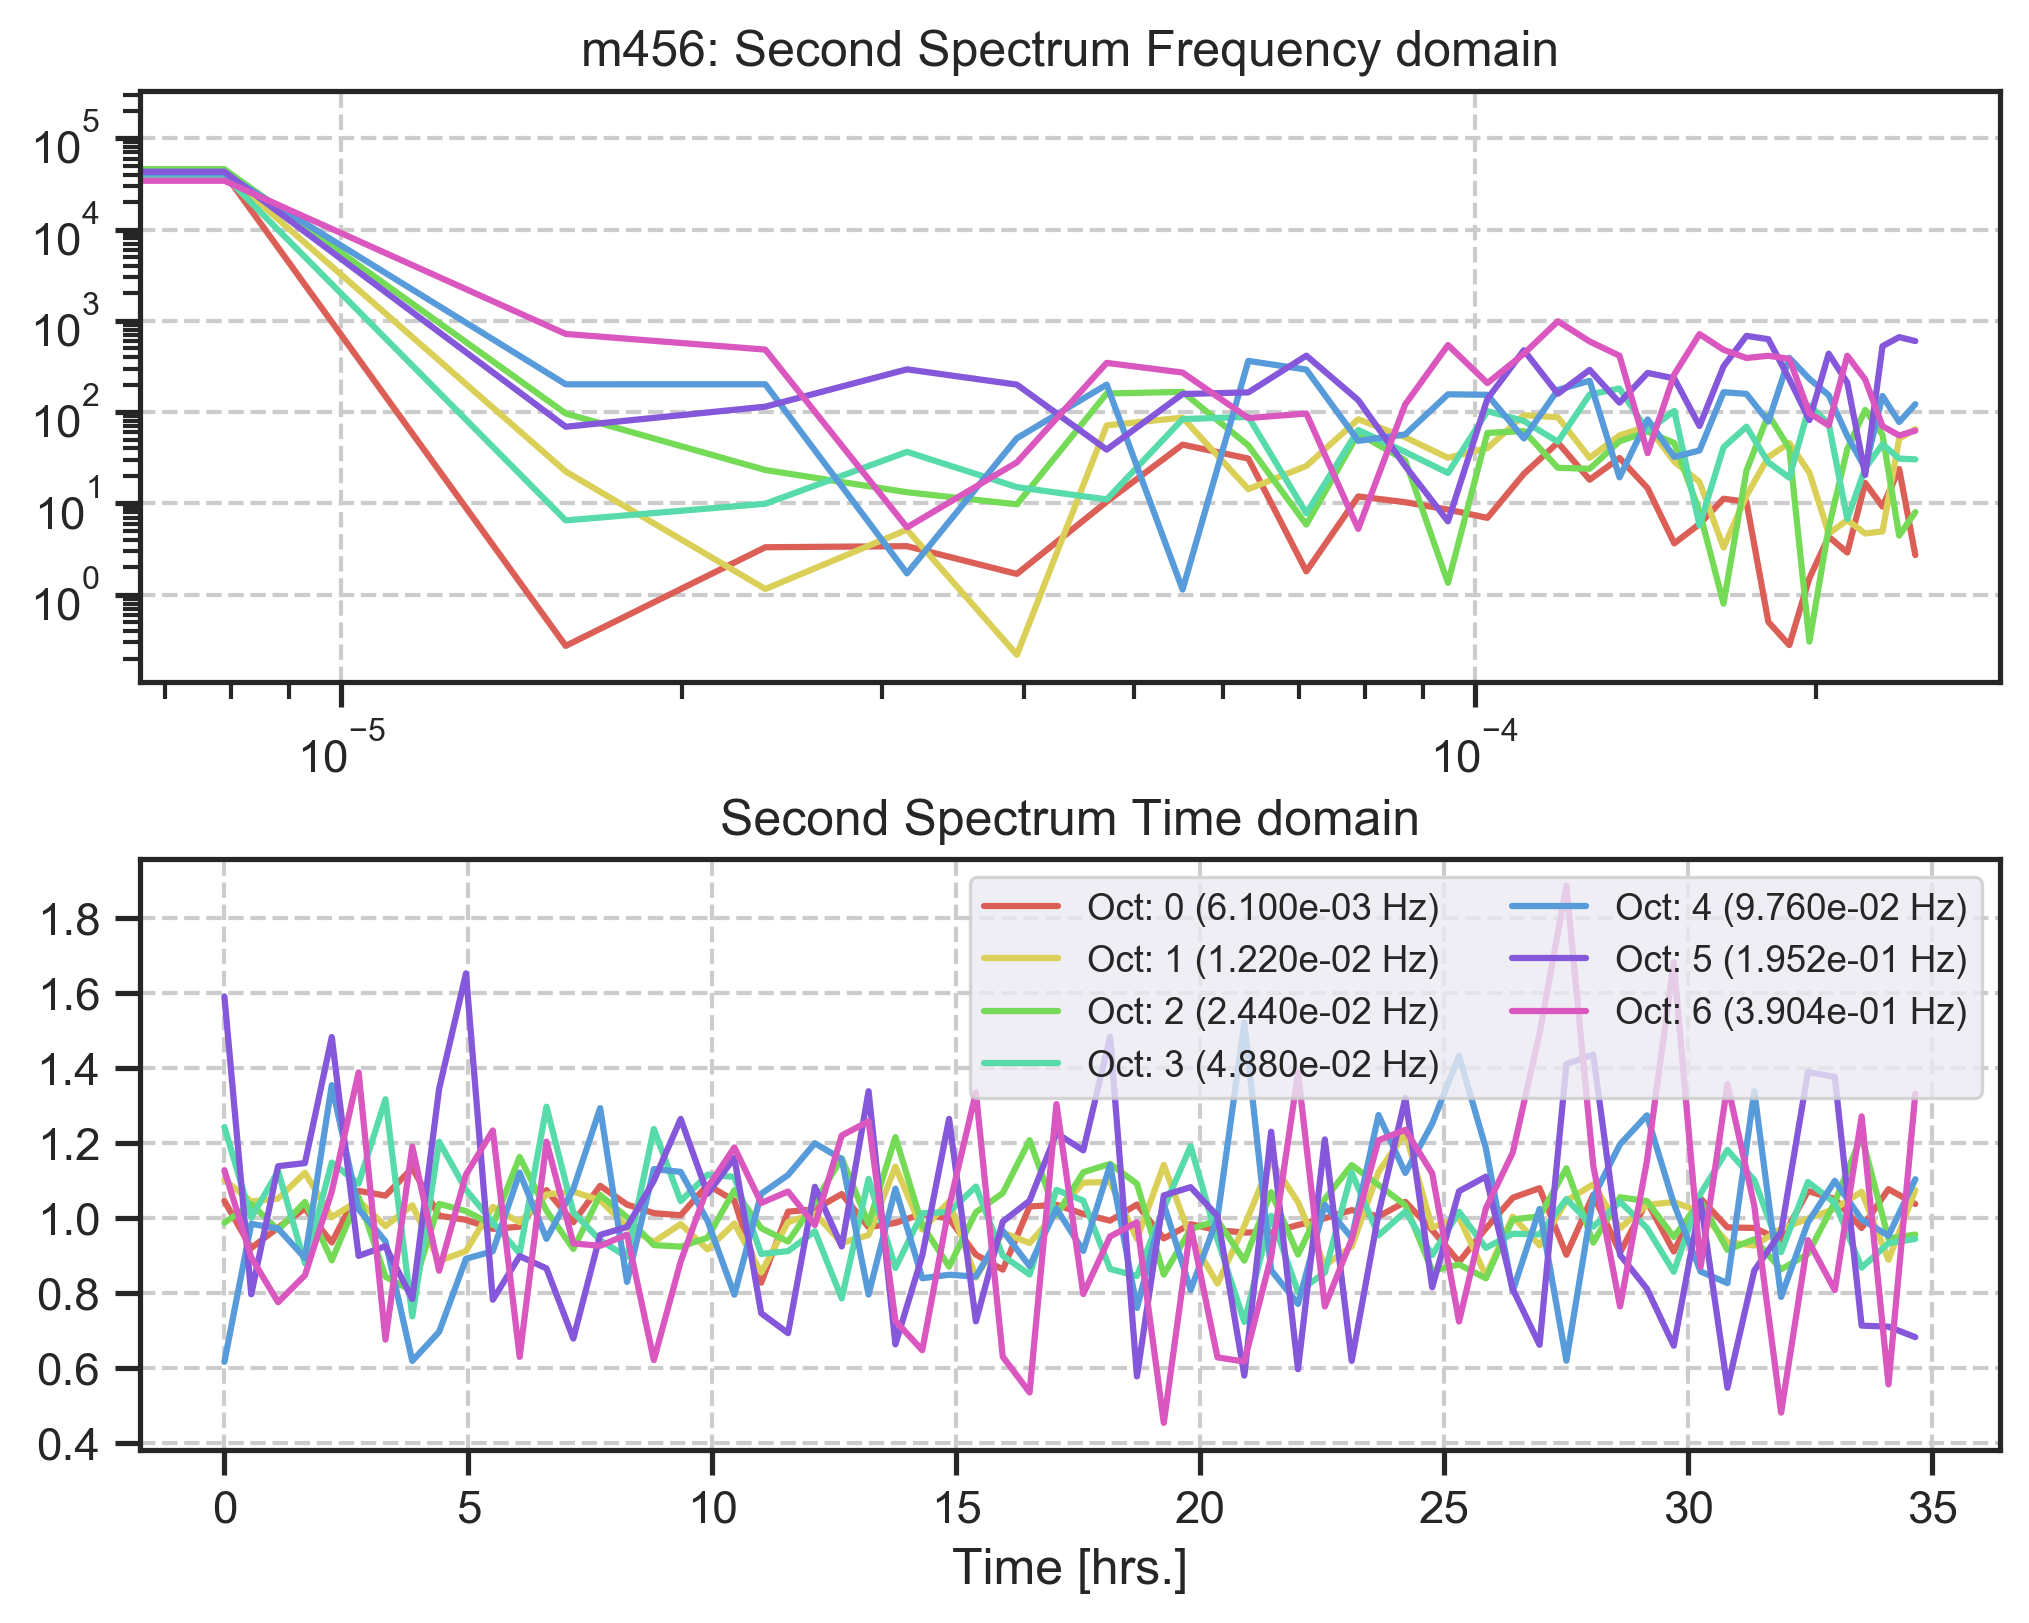 m456: Second Spectrum Frequency domain
10^5
10^4
10^3
10^2
10^1
10^0
10^−5 10^−4
Second Spectrum Time domain
Oct: 0 (6.100e-03 Hz) Oct: 4 (9.760e-02 Hz)
Oct: 1 (1.220e-02 Hz) Oct: 5 (1.952e-01 Hz)
Oct: 2 (2.440e-02 Hz) Oct: 6 (3.904e-01 Hz)
Oct: 3 (4.880e-02 Hz)
1.8
1.6
1.4
1.2
1.0
0.8
0.6
0.4
0 5 10 15 20 25 30 35
Time [hrs.]